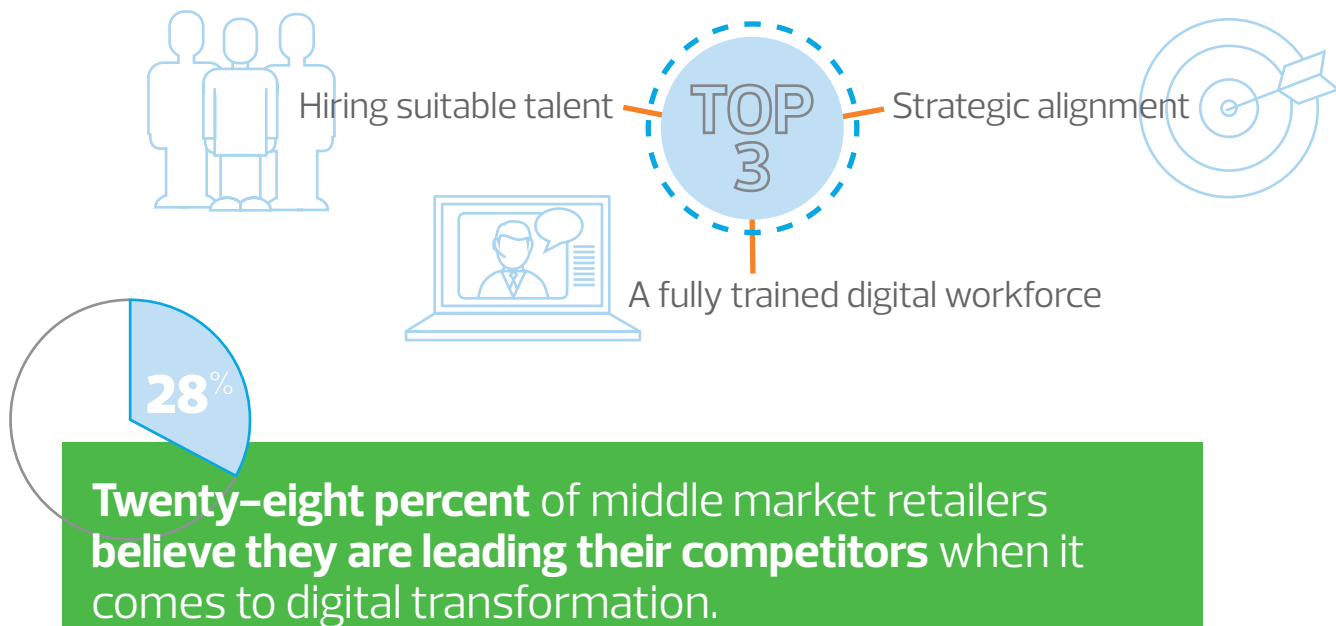 Hiring suitable talent
TOP
3
Strategic alignment
A fully trained digital workforce
28%
Twenty-eight percent of middle market retailers
believe they are leading their competitors when it
comes to digital transformation.